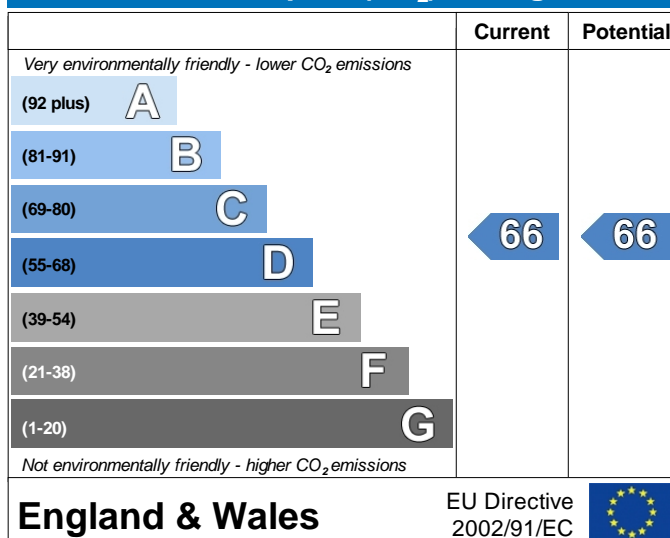 Current Potential
Very environmentally friendly - lower CO₂ emissions
(92 plus) A
(81-91) B
(69-80) C
66 66
(55-68) D
(39-54) E
(21-38) F
(1-20) G
Not environmentally friendly - higher CO₂ emissions
England & Wales
EU Directive
2002/91/EC